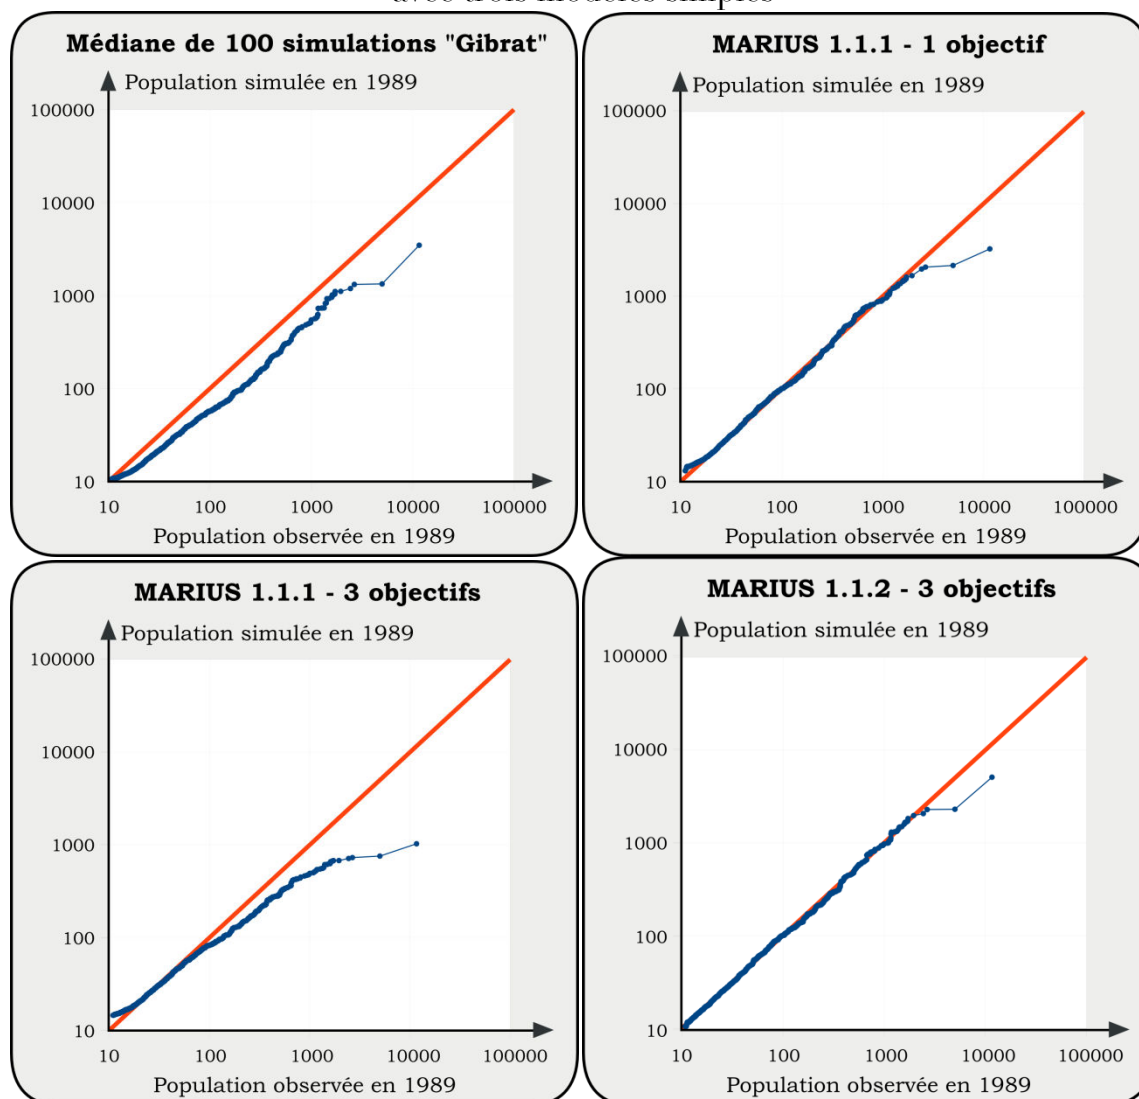 avec trois modèles simples
Médiane de 100 simulations "Gibrat"
Population simulée en 1989
100000
10000
1000
100
10
10 100 1000 10000 100000
Population observée en 1989
MARIUS 1.1.1 - 1 objectif
Population simulée en 1989
100000
10000
1000
100
10
10 100 1000 10000 100000
Population observée en 1989
MARIUS 1.1.1 - 3 objectifs
Population simulée en 1989
100000
10000
1000
100
10
10 100 1000 10000 100000
Population observée en 1989
MARIUS 1.1.2 - 3 objectifs
Population simulée en 1989
100000
10000
1000
100
10
10 100 1000 10000 100000
Population observée en 1989